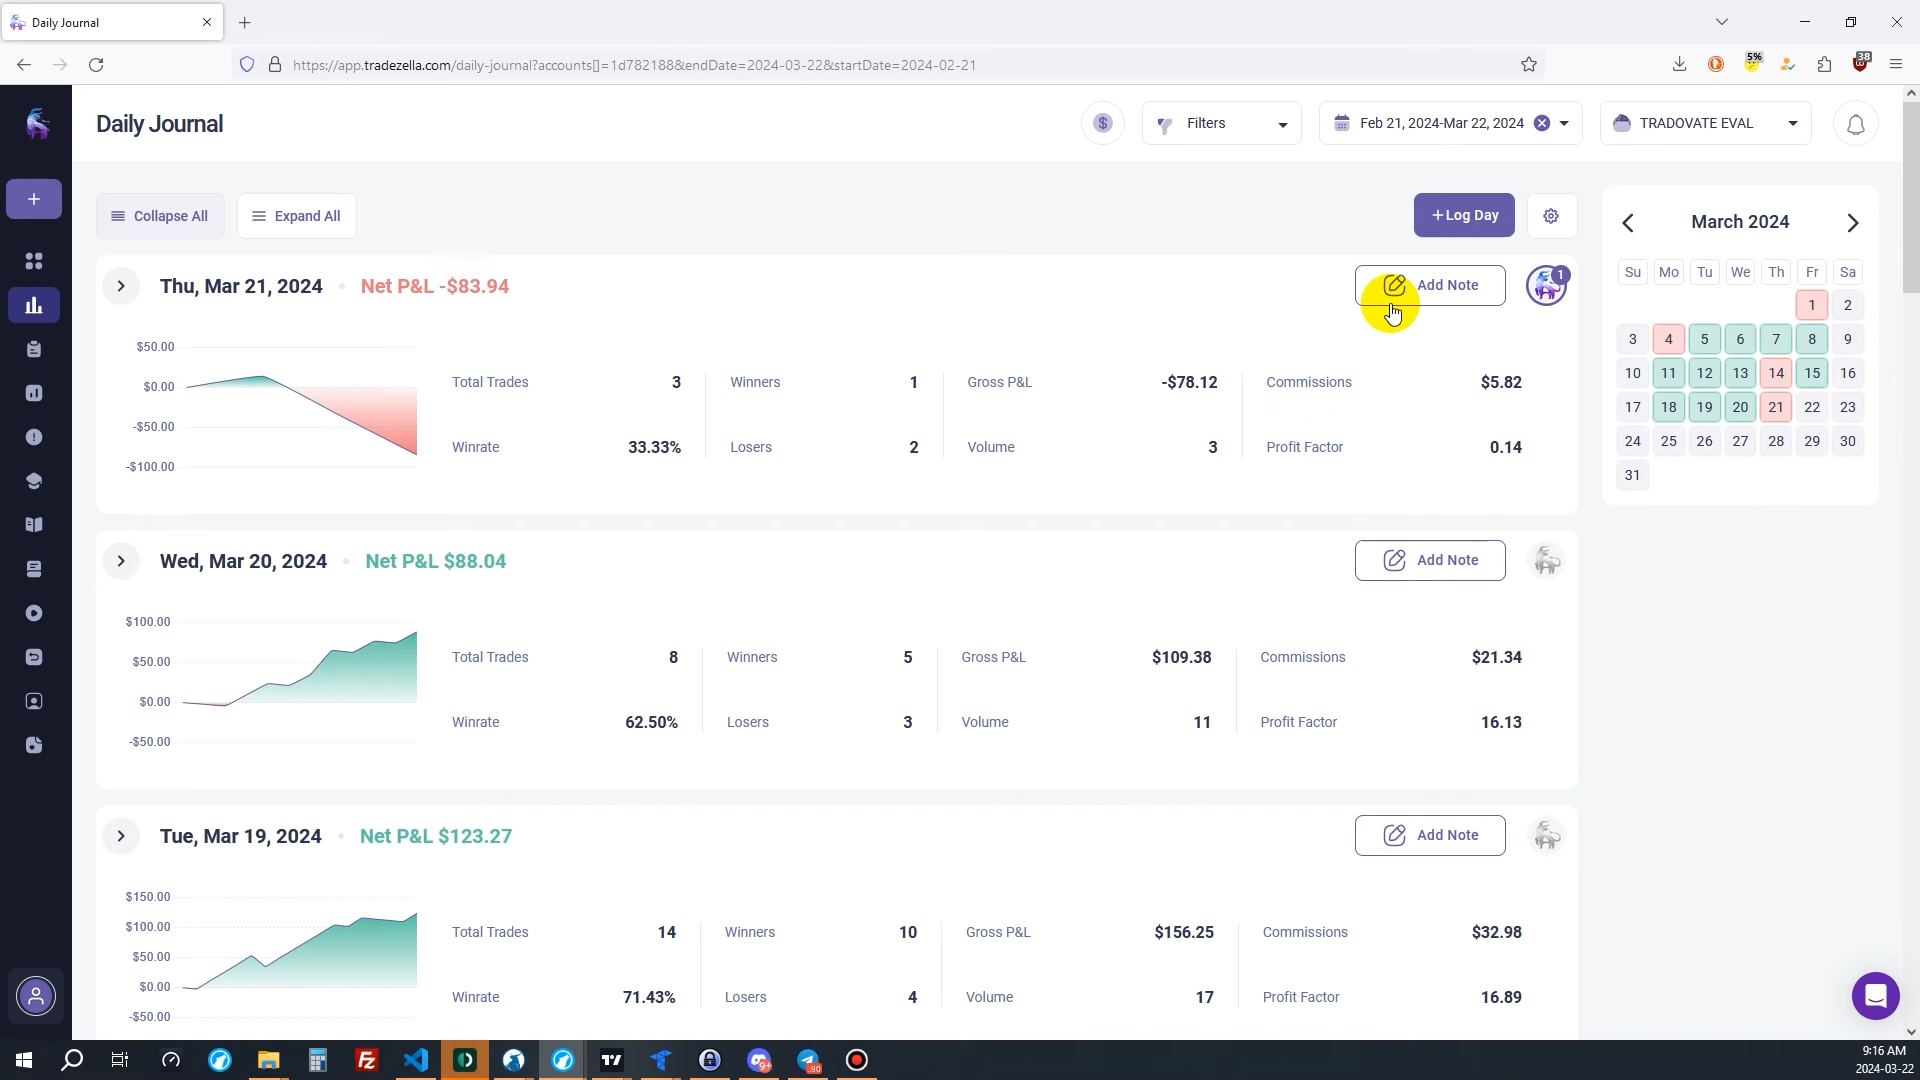 Daily Journal
https://app.tradezella.com/daily-journal?accounts[]=1d782188&endDate=2024-03-22&startDate=2024-02-21
5%
38
Daily Journal
$
Filters
Feb 21, 2024-Mar 22, 2024
TRADOVATE EVAL
Collapse All
Expand All
+Log Day
Thu, Mar 21, 2024 • Net P&L -$83.94
Add Note
1
$50.00
$0.00
-$50.00
-$100.00
Total Trades 3
Winners 1
Gross P&L -$78.12
Commissions $5.82
Winrate 33.33%
Losers 2
Volume 3
Profit Factor 0.14
Wed, Mar 20, 2024 • Net P&L $88.04
Add Note
$100.00
$50.00
$0.00
-$50.00
Total Trades 8
Winners 5
Gross P&L $109.38
Commissions $21.34
Winrate 62.50%
Losers 3
Volume 11
Profit Factor 16.13
Tue, Mar 19, 2024 • Net P&L $123.27
Add Note
$150.00
$100.00
$50.00
$0.00
-$50.00
Total Trades 14
Winners 10
Gross P&L $156.25
Commissions $32.98
Winrate 71.43%
Losers 4
Volume 17
Profit Factor 16.89
March 2024
Su Mo Tu We Th Fr Sa
1 2
3 4 5 6 7 8 9
10 11 12 13 14 15 16
17 18 19 20 21 22 23
24 25 26 27 28 29 30
31
9+
90
9:16 AM
2024-03-22